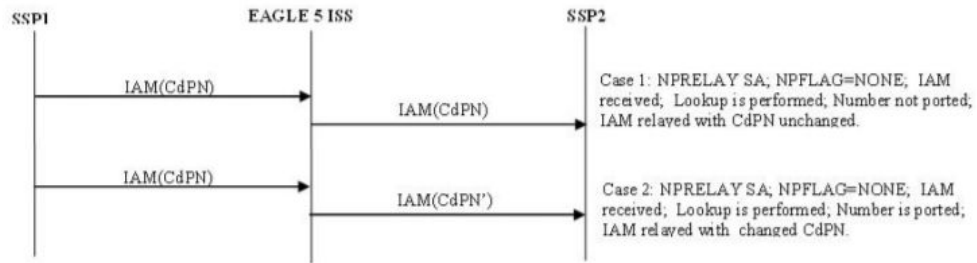 SSP1
EAGLE 5 ISS
SSP2
IAM(CdPN)
IAM(CdPN)
Case 1: NPRELAY SA; NPFLAG=NONE; IAM
received; Lookup is performed; Number not ported;
IAM relayed with CdPN unchanged.
IAM(CdPN)
IAM(CdPN')
Case 2: NPRELAY SA; NPFLAG=NONE; IAM
received; Lookup is performed; Number is ported;
IAM relayed with changed CdPN.